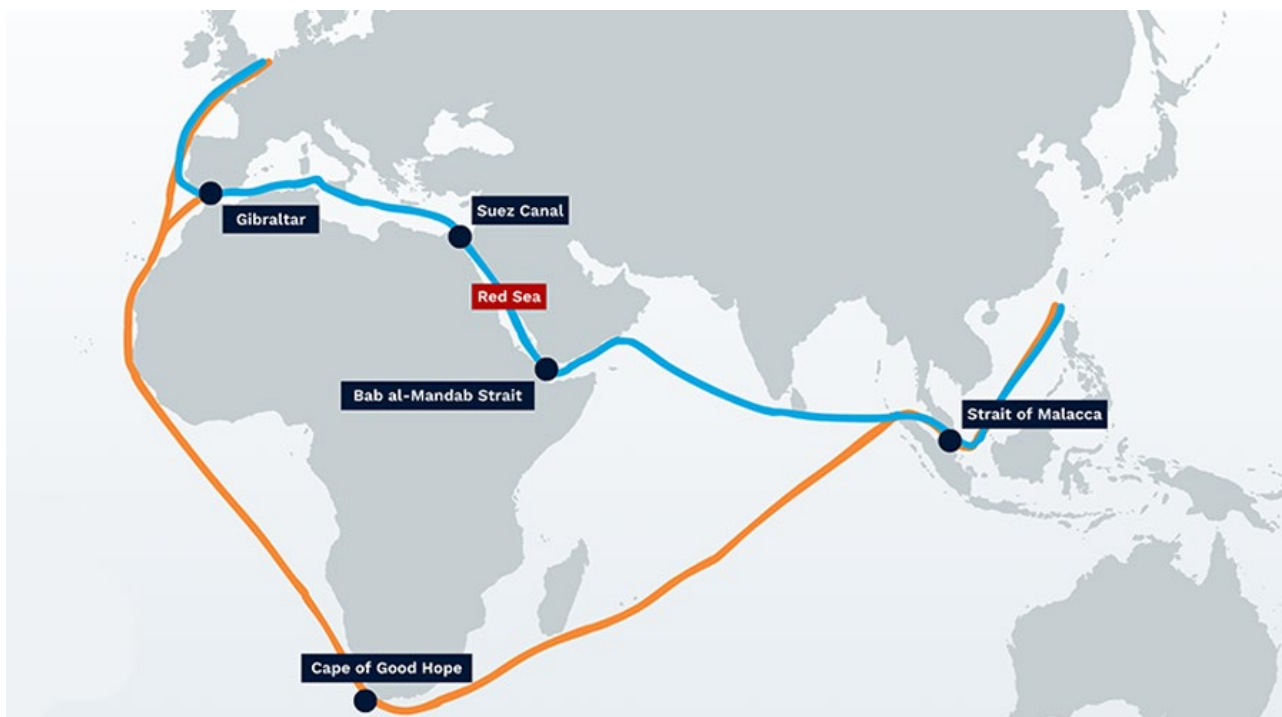 Suez Canal
Gibraltar
Red Sea
Bab al-Mandab Strait
Strait of Malacca
Cape of Good Hope